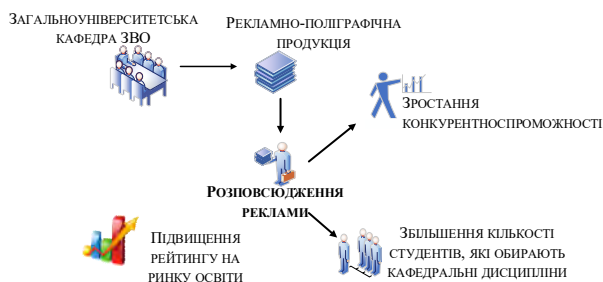 ЗАГАЛЬНОУНІВЕРСИТЕТСЬКА
КАФЕДРА ЗВО
РЕКЛАМНО-ПОЛІГРАФІЧНА
ПРОДУКЦІЯ
ЗРОСТАННЯ
КОНКУРЕНТНОСПРОМОЖНОСТІ
РОЗПОВСЮДЖЕННЯ
РЕКЛАМИ
ПІДВИЩЕННЯ
РЕЙТИНГУ НА
РИНКУ ОСВІТИ
ЗБІЛЬШЕННЯ КІЛЬКОСТІ
СТУДЕНТІВ, ЯКІ ОБИРАЮТЬ
КАФЕДРАЛЬНІ ДИСЦИПЛІНИ